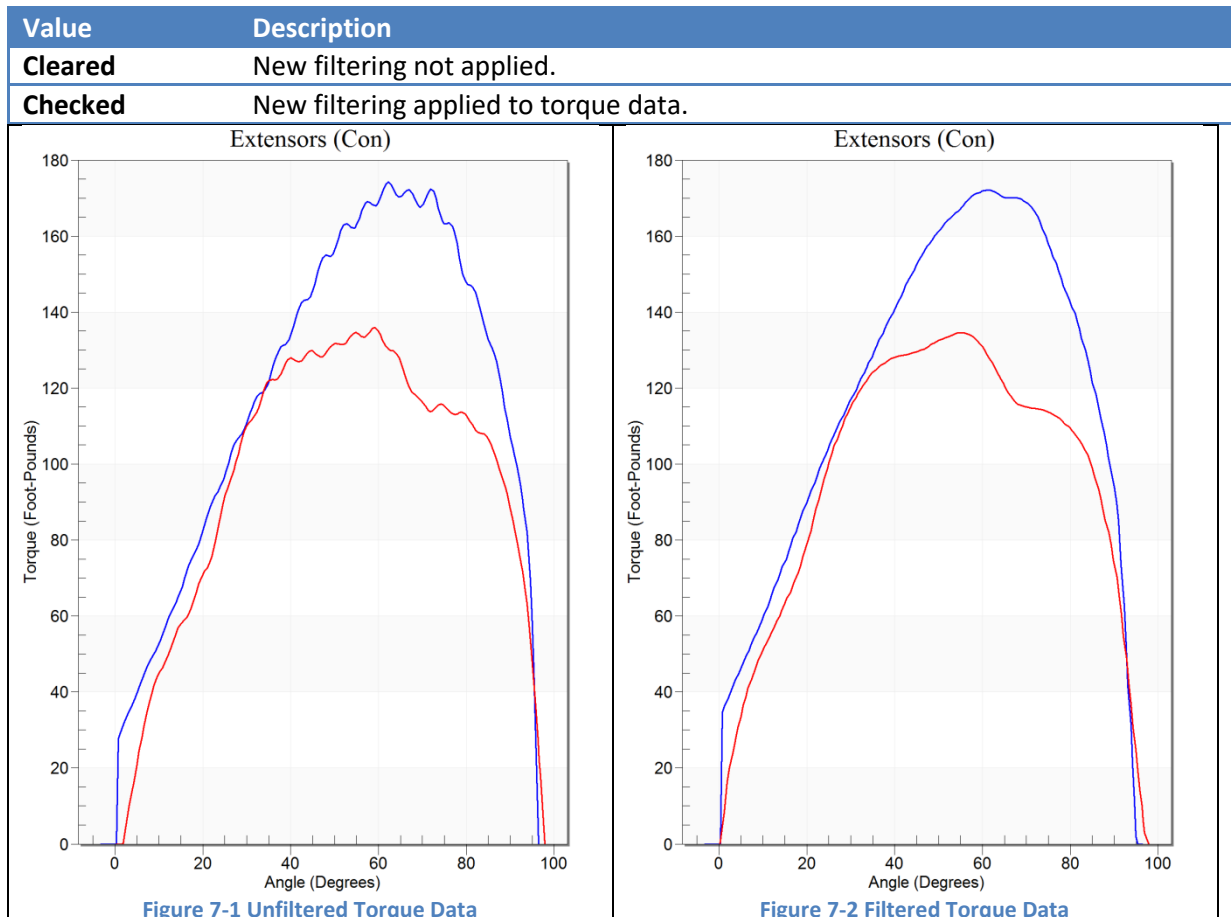 Value Description
Cleared New filtering not applied.
Checked New filtering applied to torque data.
Extensors (Con)
180
160
140
120
100
80
60
40
20
0
Torque (Foot-Pounds)
0 20 40 60 80 100
Angle (Degrees)
Figure 7-1 Unfiltered Torque Data
Extensors (Con)
180
160
140
120
100
80
60
40
20
0
Torque (Foot-Pounds)
0 20 40 60 80 100
Angle (Degrees)
Figure 7-2 Filtered Torque Data